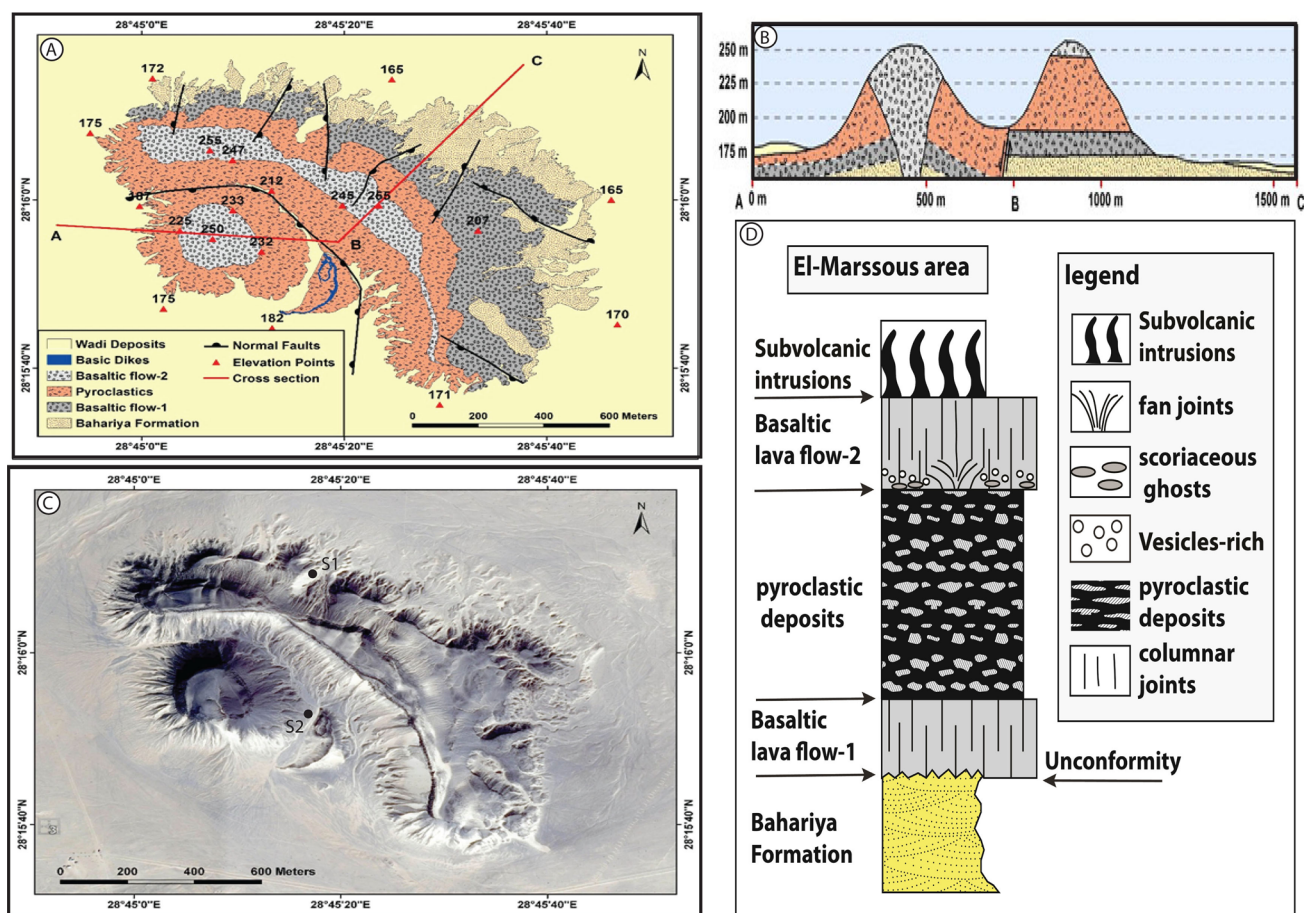 A
28°45'0"E
28°45'20"E
28°45'40"E
N
172
165
C
175
255
247
212
187
233
245
255
165
28°16'0"N
28°16'0"N
225
207
A
250
232
B
175
182
170
171
28°15'40"N
28°15'40"N
Wadi Deposits
Basic Dikes
Basaltic flow-2
Pyroclastics
Basaltic flow-1
Bahariya Formation
Normal Faults
Elevation Points
Cross section
0 200 400 600 Meters
28°45'0"E
28°45'20"E
28°45'40"E
B
250 m
225 m
200 m
175 m
A 0 m
500 m
B
1000 m
1500 m C
C
28°45'0"E
28°45'20"E
28°45'40"E
N
S1
28°16'0"N
28°16'0"N
S2
28°15'40"N
28°15'40"N
0 200 400 600 Meters
28°45'0"E
28°45'20"E
28°45'40"E
D
El-Marssous area
Subvolcanic
intrusions
Basaltic
lava flow-2
pyroclastic
deposits
Basaltic
lava flow-1
Unconformity
Bahariya
Formation
legend
Subvolcanic
intrusions
fan joints
scoriaceous
ghosts
Vesicles-rich
pyroclastic
deposits
columnar
joints